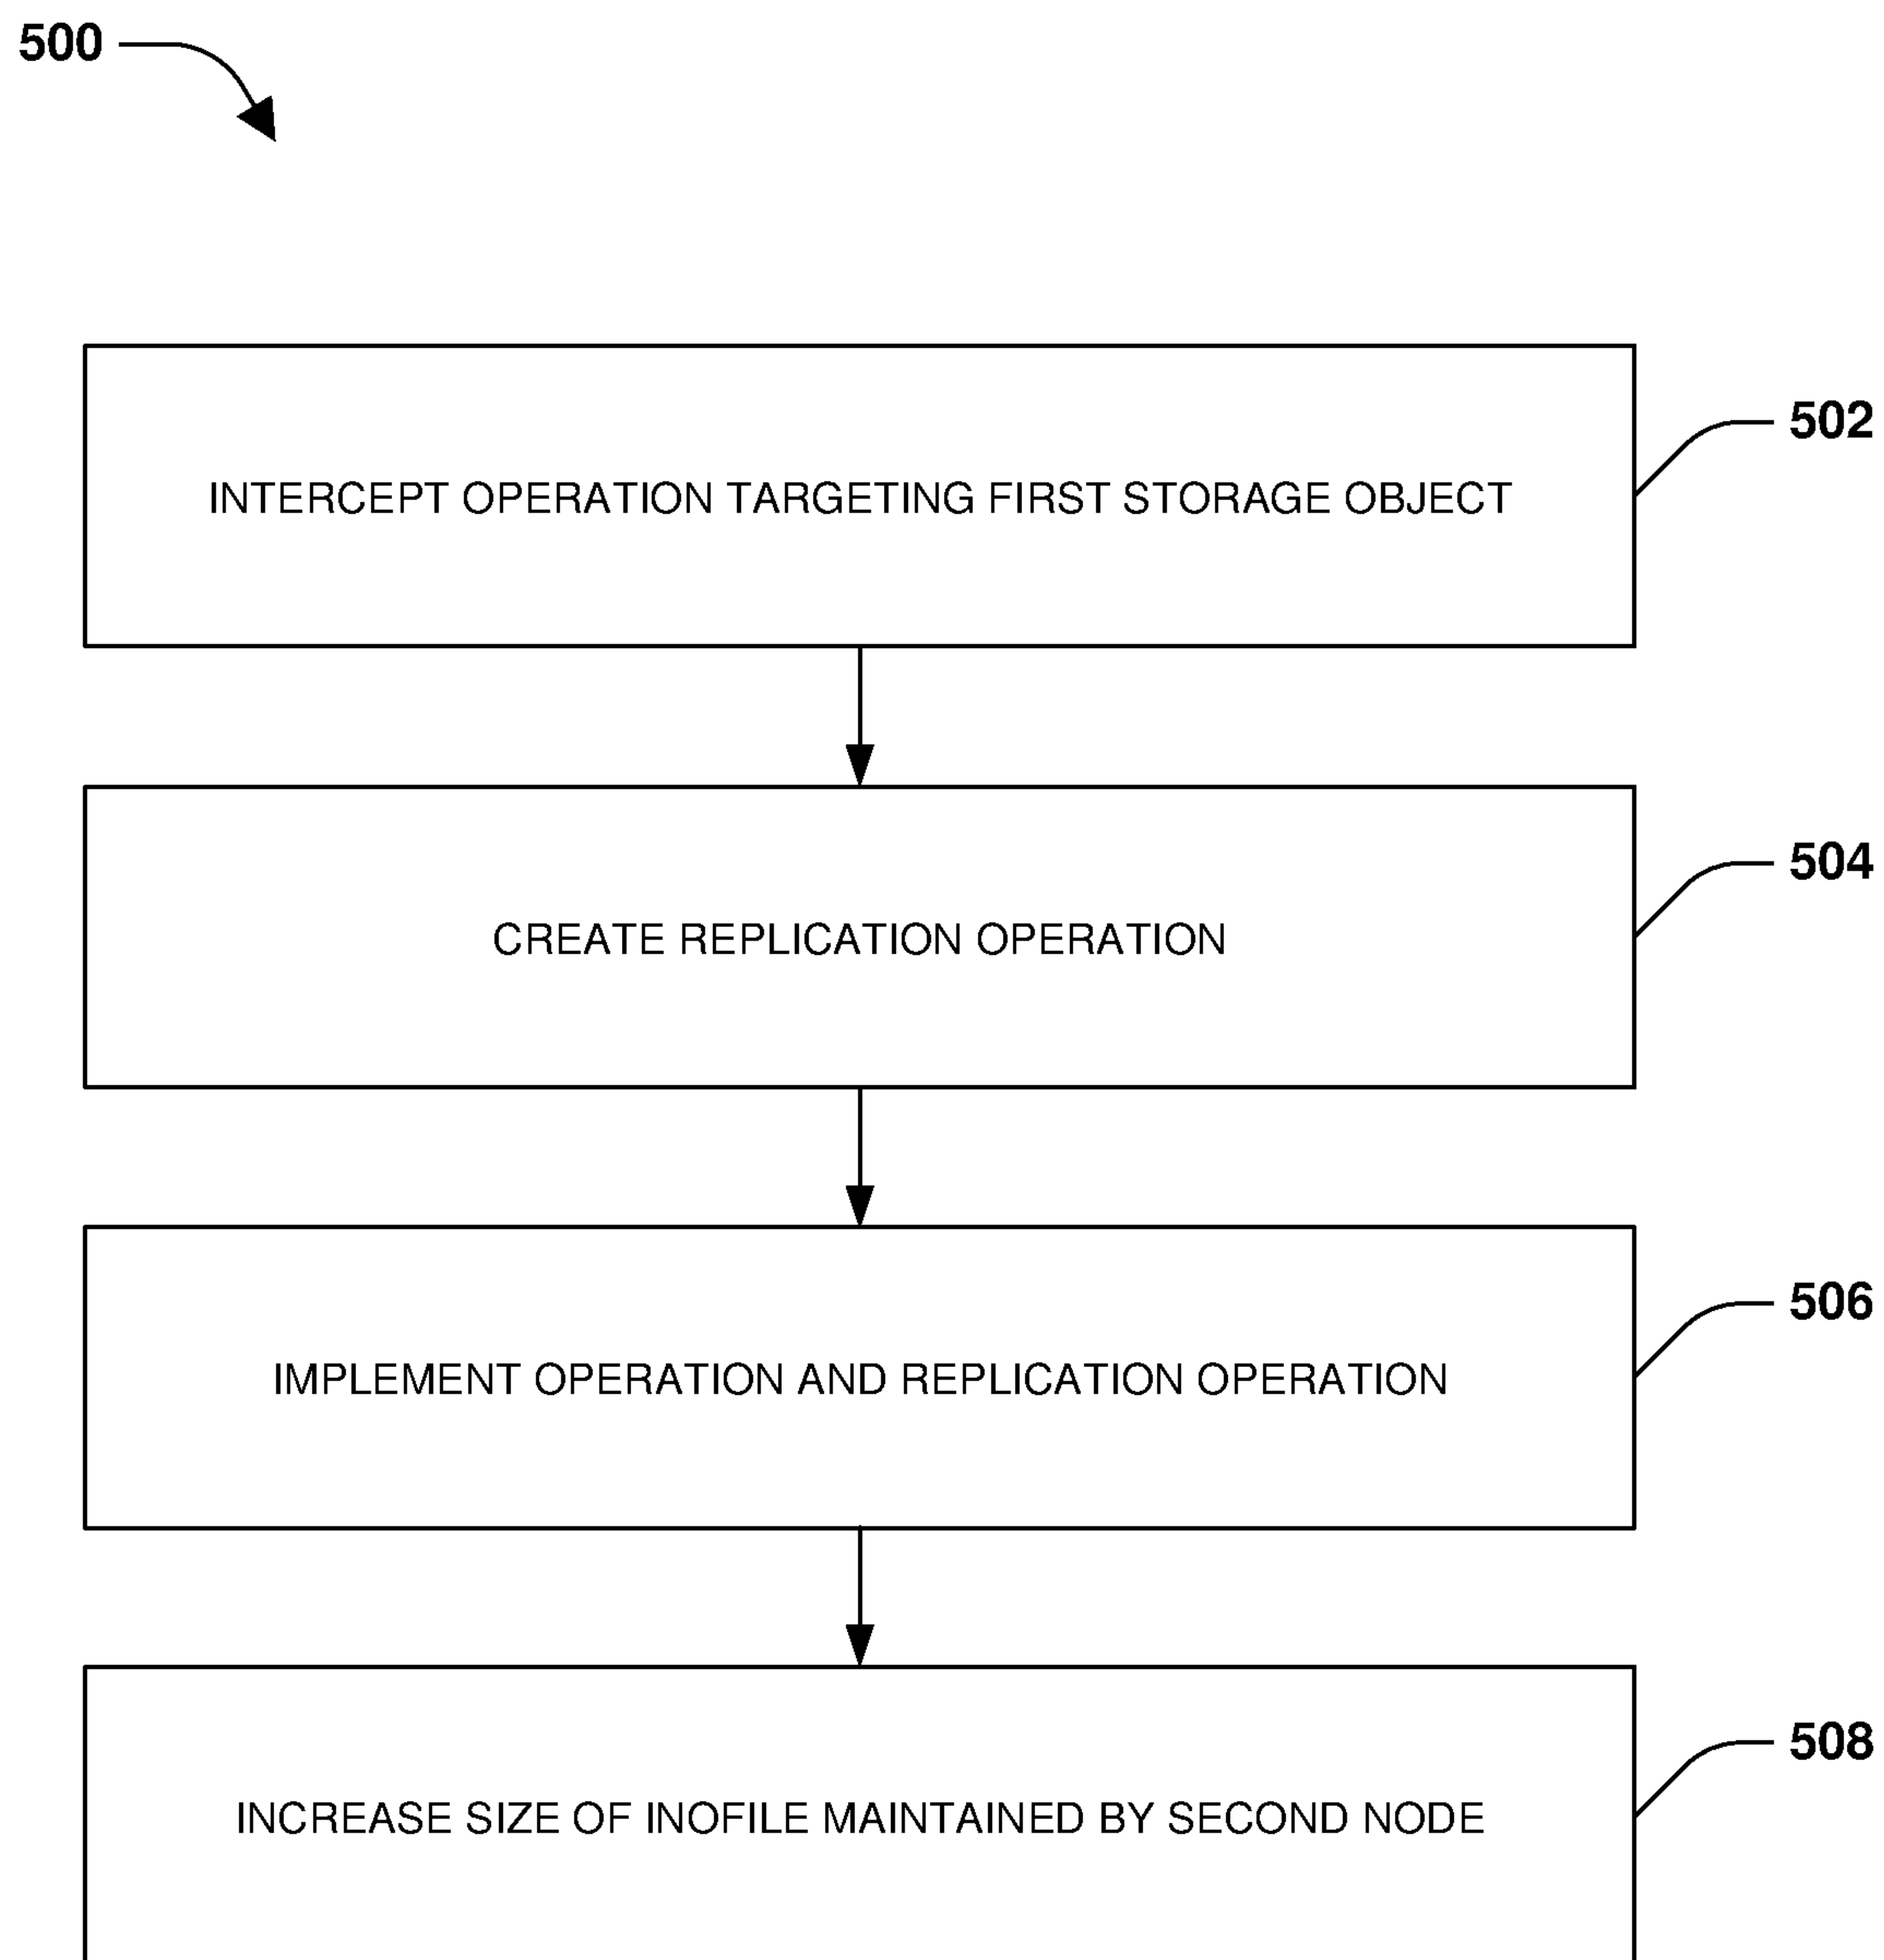 500
INTERCEPT OPERATION TARGETING FIRST STORAGE OBJECT
502
CREATE REPLICATION OPERATION
504
IMPLEMENT OPERATION AND REPLICATION OPERATION
506
INCREASE SIZE OF INOFILE MAINTAINED BY SECOND NODE
508